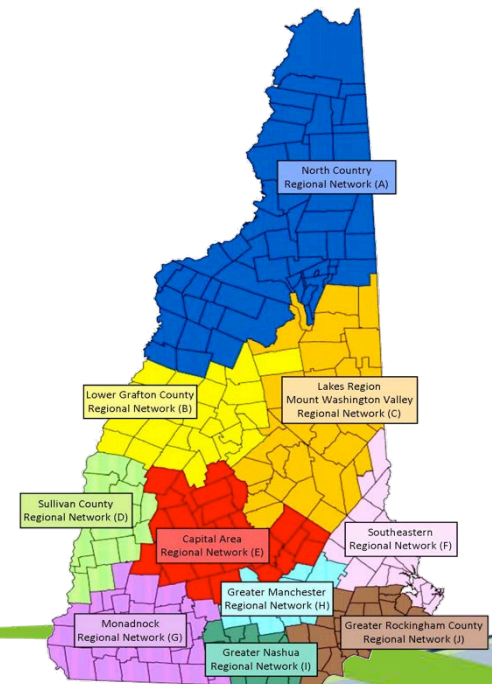 North Country
Regional Network (A)
Lower Grafton County
Regional Network (B)
Lakes Region
Mount Washington Valley
Regional Network (C)
Sullivan County
Regional Network (D)
Capital Area
Regional Network (E)
Southeastern
Regional Network (F)
Greater Manchester
Regional Network (H)
Monadnock
Regional Network (G)
Greater Rockingham County
Regional Network (J)
Greater Nashua
Regional Network (I)